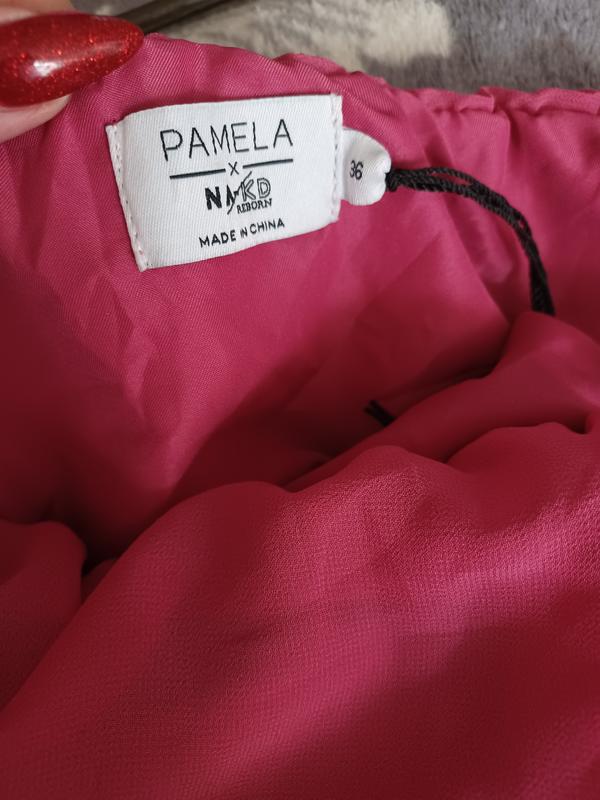 PAMELA
X
NAKD
REBORN
MADE IN CHINA
36